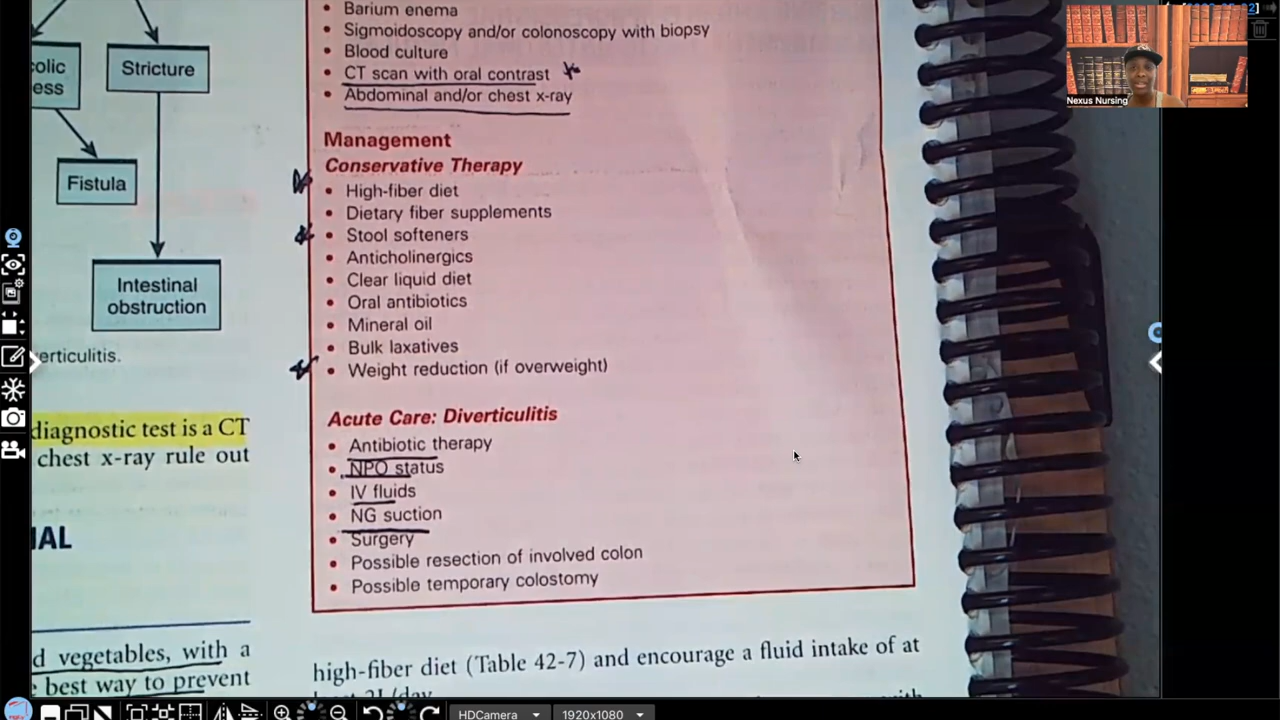 Barium enema
Sigmoidoscopy and/or colonoscopy with biopsy
Blood culture
CT scan with oral contrast
Abdominal and/or chest x-ray
Management
Conservative Therapy
High-fiber diet
Dietary fiber supplements
Stool softeners
Anticholinergics
Clear liquid diet
Oral antibiotics
Mineral oil
Bulk laxatives
Weight reduction (if overweight)
Acute Care: Diverticulitis
Antibiotic therapy
NPO status
IV fluids
NG suction
Surgery
Possible resection of involved colon
Possible temporary colostomy
high-fiber diet (Table 42-7) and encourage a fluid intake of at
olic
ess
Stricture
Fistula
Intestinal
obstruction
erticulitis.
diagnostic test is a CT
chest x-ray rule out
IAL
d vegetables, with a
best way to prevent
Nexus Nursing
HDCamera
1920x1080